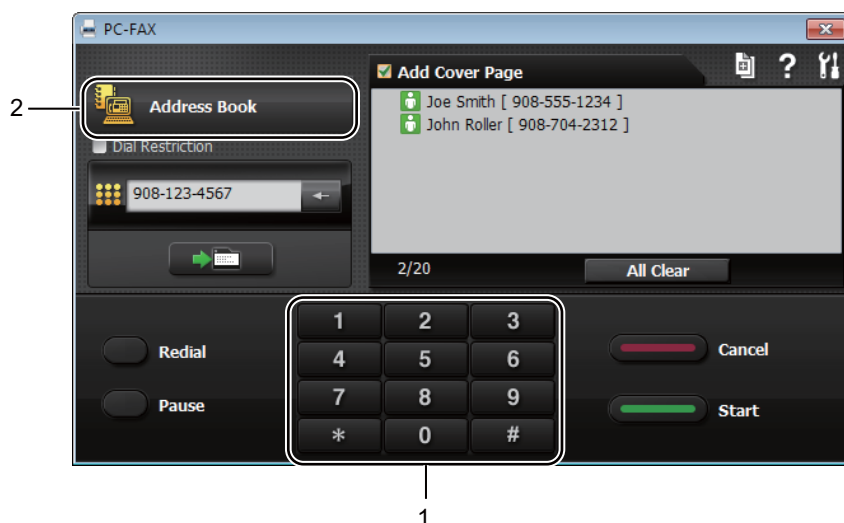 PC-FAX
2
Address Book
Add Cover Page
?
Joe Smith [ 908-555-1234 ]
John Roller [ 908-704-2312 ]
Dial Restriction
908-123-4567
2/20
All Clear
Redial
Pause
1 2 3
4 5 6
7 8 9
* 0 #
Cancel
Start
1